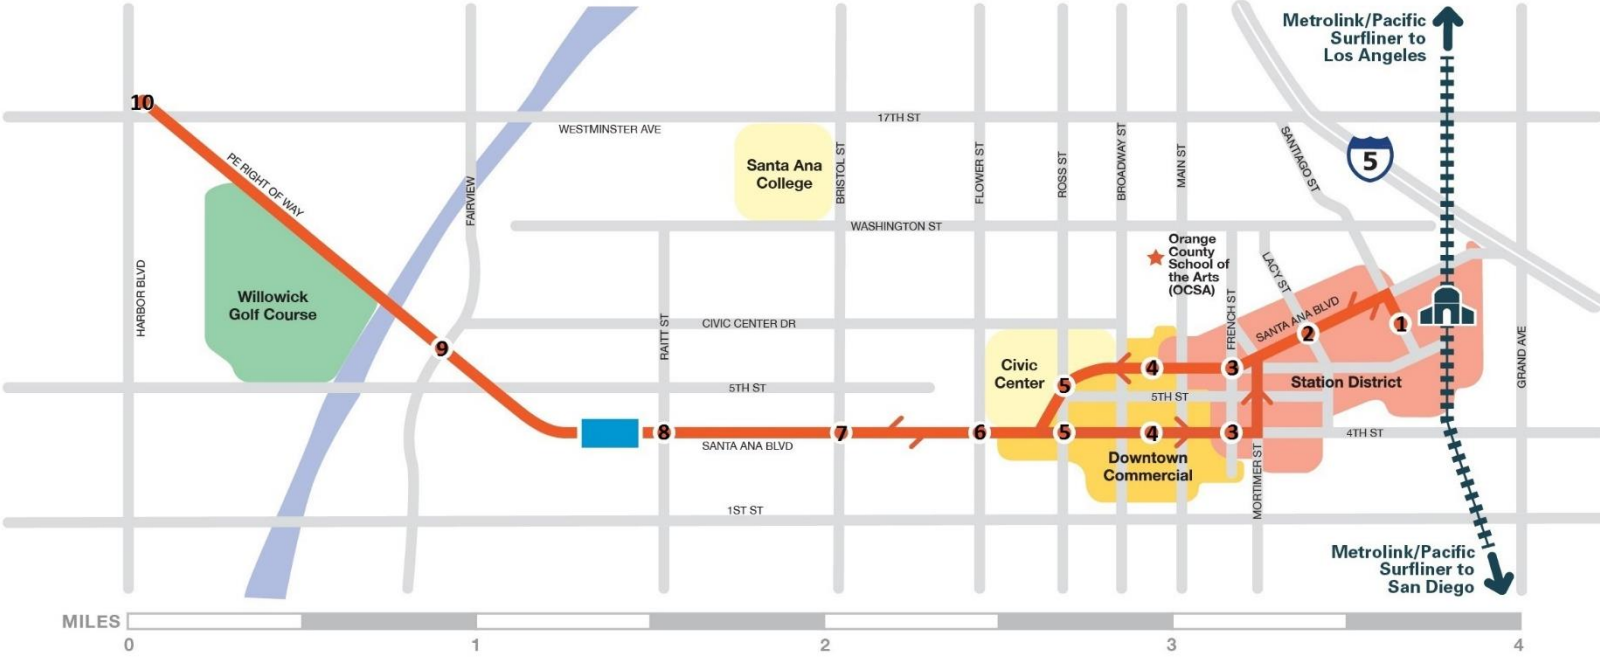 Metrolink/Pacific
Surfliner to
Los Angeles
10
17TH ST
WESTMINSTER AVE
PE RIGHT OF WAY
FAIRVIEW
Santa Ana
College
BRISTOL ST
FLOWER ST
ROSS ST
BROADWAY ST
MAIN ST
SANTIAGO ST
5
WASHINGTON ST
HARBOR BLVD
Willowick
Golf Course
Orange
County
School of
the Arts
(OCSA)
LACY ST
FRENCH ST
SANTA ANA BLVD
RAITT ST
CIVIC CENTER DR
1
2
GRAND AVE
9
Civic
Center
5
4
3
Station District
5TH ST
5TH ST
8
7
6
5
4
3
4TH ST
SANTA ANA BLVD
Downtown
Commercial
MORTIMER ST
1ST ST
Metrolink/Pacific
Surfliner to
San Diego
MILES
0
1
2
3
4